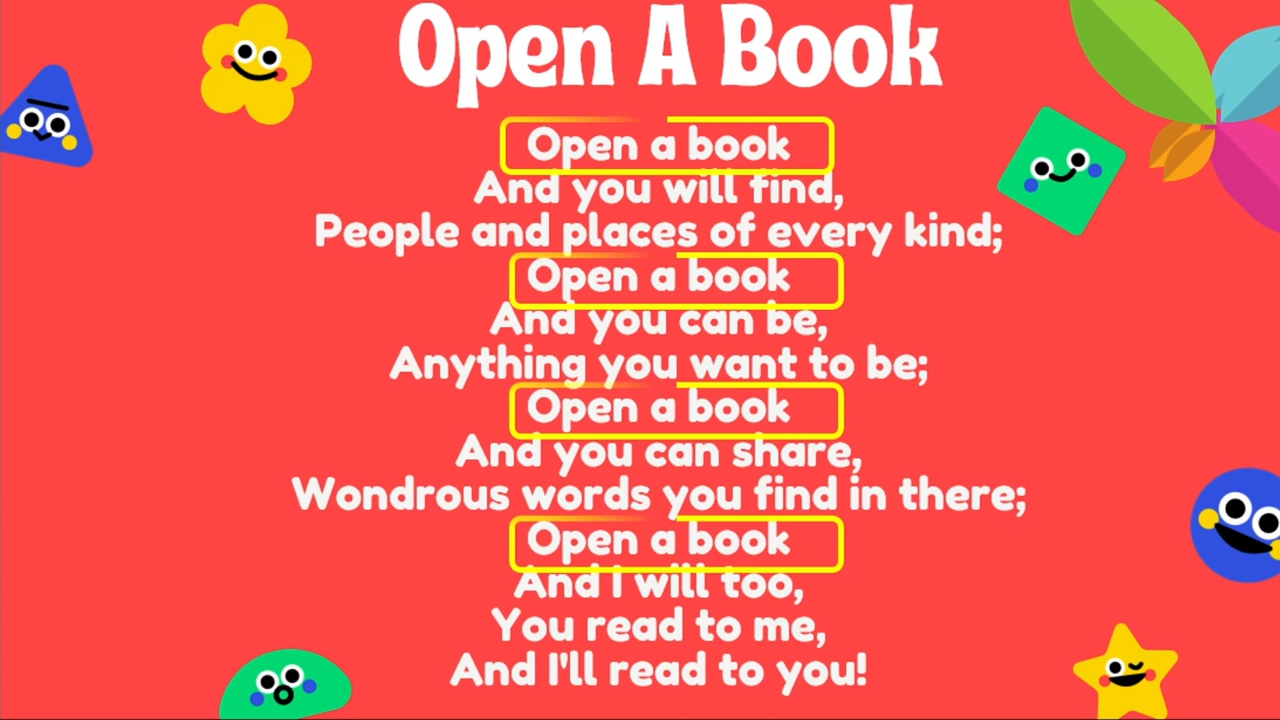 Open A Book
Open a book
And you will find,
People and places of every kind;
Open a book
And you can be,
Anything you want to be;
Open a book
And you can share,
Wondrous words you find in there;
Open a book
And I will too,
You read to me,
And I'll read to you!